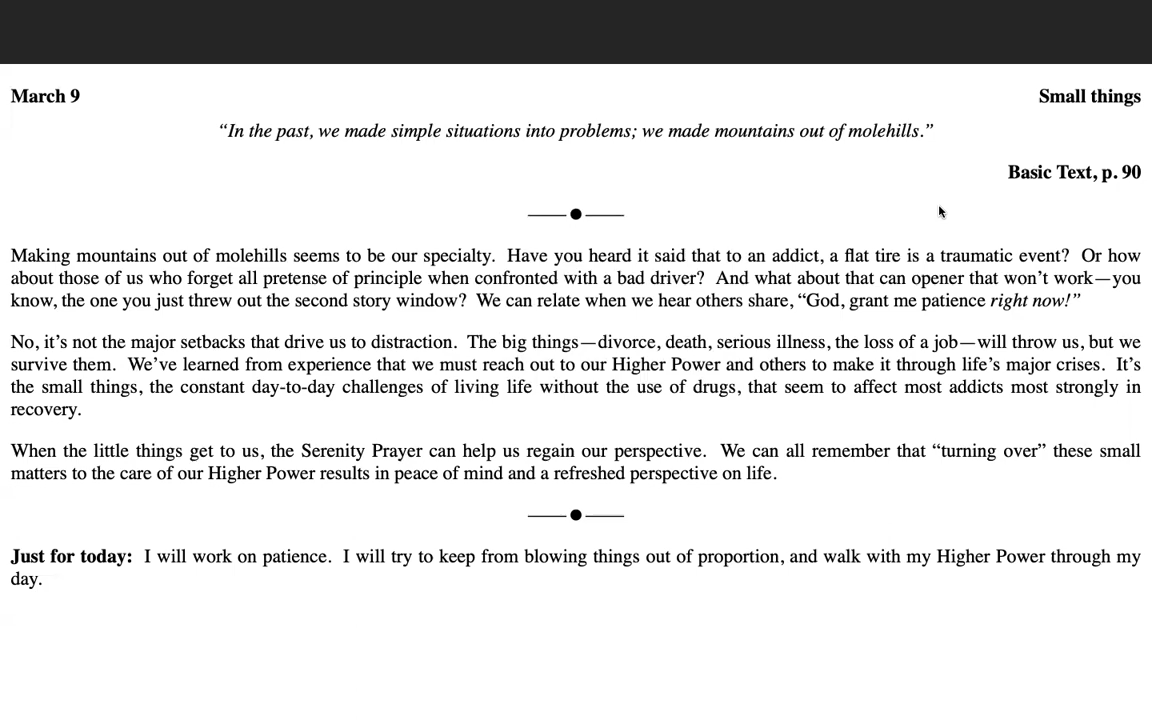 March 9 Small things
“In the past, we made simple situations into problems; we made mountains out of molehills.”
Basic Text, p. 90
Making mountains out of molehills seems to be our specialty. Have you heard it said that to an addict, a flat tire is a traumatic event? Or how
about those of us who forget all pretense of principle when confronted with a bad driver? And what about that can opener that won’t work—you
know, the one you just threw out the second story window? We can relate when we hear others share, “God, grant me patience right now!”
No, it’s not the major setbacks that drive us to distraction. The big things—divorce, death, serious illness, the loss of a job—will throw us, but we
survive them. We’ve learned from experience that we must reach out to our Higher Power and others to make it through life’s major crises. It’s
the small things, the constant day-to-day challenges of living life without the use of drugs, that seem to affect most addicts most strongly in
recovery.
When the little things get to us, the Serenity Prayer can help us regain our perspective. We can all remember that “turning over” these small
matters to the care of our Higher Power results in peace of mind and a refreshed perspective on life.
Just for today: I will work on patience. I will try to keep from blowing things out of proportion, and walk with my Higher Power through my
day.